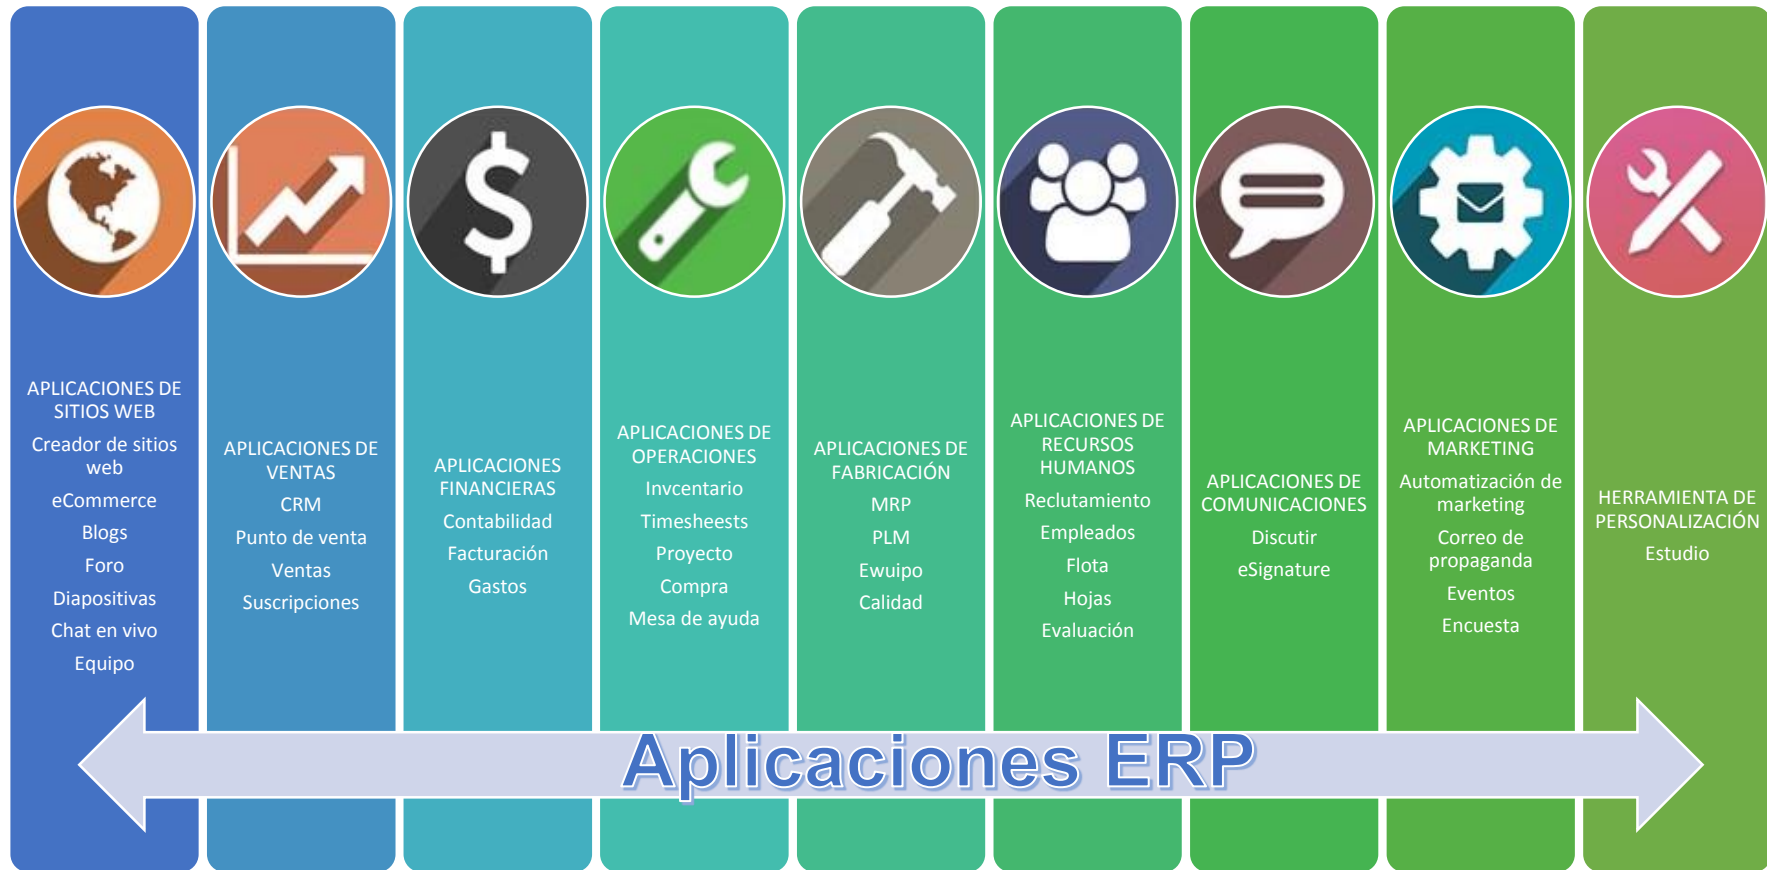 APLICACIONES DE
SITIOS WEB
Creador de sitios
web
eCommerce
Blogs
Foro
Diapositivas
Chat en vivo
Equipo
APLICACIONES DE
VENTAS
CRM
Punto de venta
Ventas
Suscripciones
APLICACIONES
FINANCIERAS
Contabilidad
Facturación
Gastos
APLICACIONES DE
OPERACIONES
Invcentario
Timesheests
Proyecto
Compra
Mesa de ayuda
APLICACIONES DE
FABRICACIÓN
MRP
PLM
Ewuipo
Calidad
APLICACIONES DE
RECURSOS
HUMANOS
Reclutamiento
Empleados
Flota
Hojas
Evaluación
APLICACIONES DE
COMUNICACIONES
Discutir
eSignature
APLICACIONES DE
MARKETING
Automatización de
marketing
Correo de
propaganda
Eventos
Encuesta
HERRAMIENTA DE
PERSONALIZACIÓN
Estudio
Aplicaciones ERP